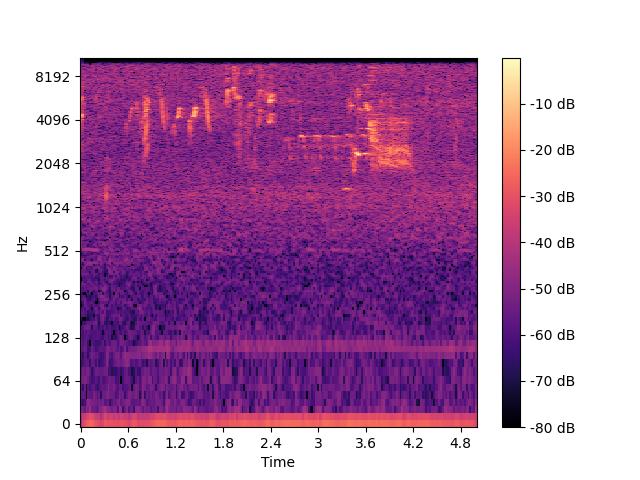 8192
4096
2048
1024
512
256
128
64
0
Hz
0 0.6 1.2 1.8 2.4 3 3.6 4.2 4.8
Time
-10 dB
-20 dB
-30 dB
-40 dB
-50 dB
-60 dB
-70 dB
-80 dB